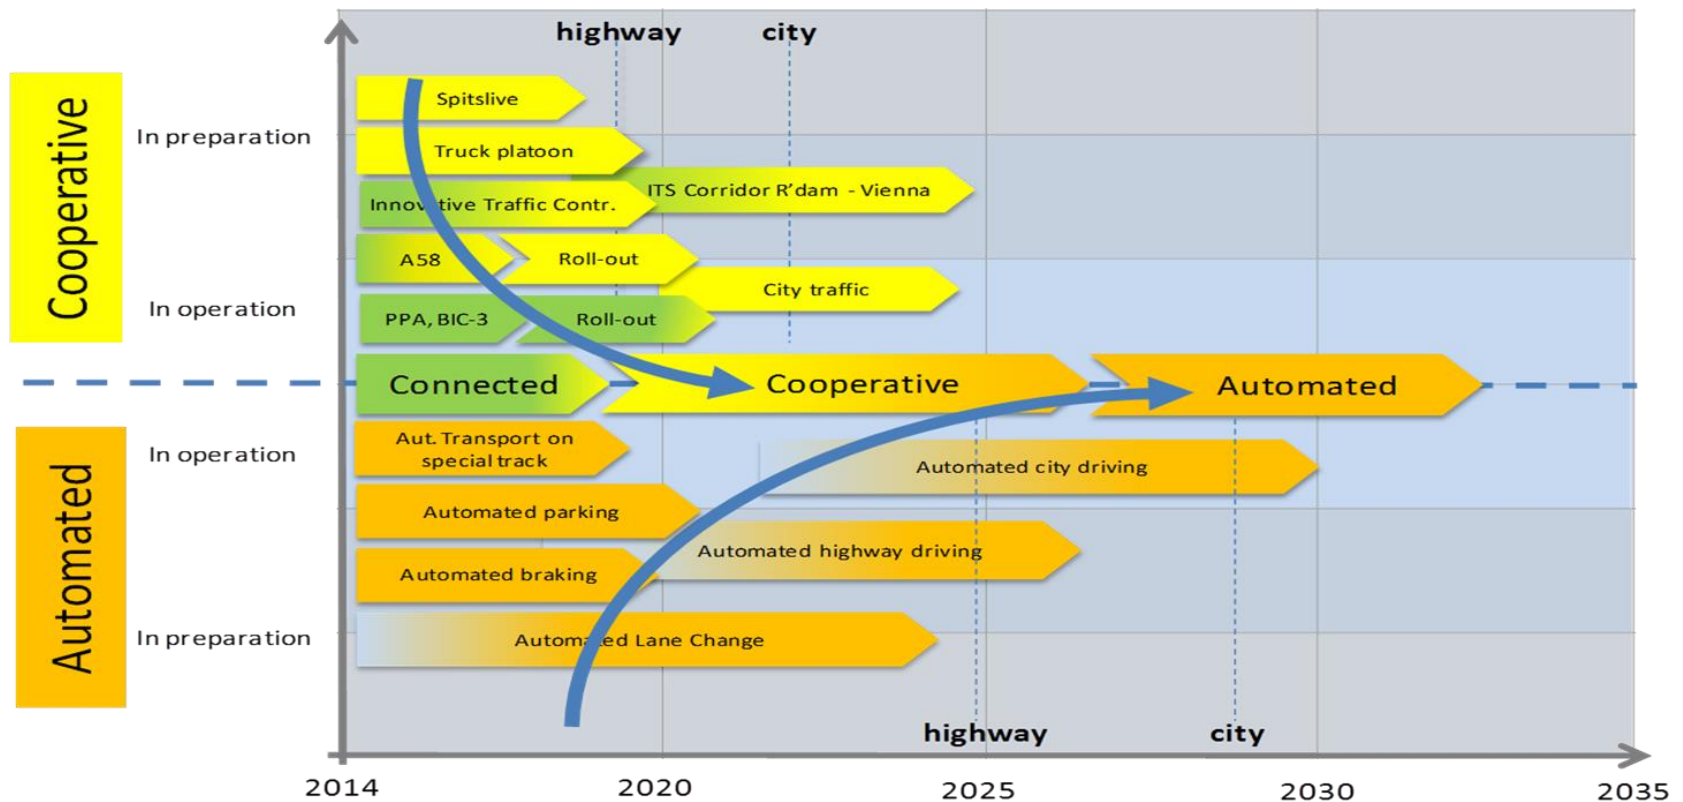 highway city
Cooperative
In preparation
In operation
Spitslive
Truck platoon
ITS Corridor R’dam - Vienna
Innovative Traffic Contr.
A58
Roll-out
City traffic
PPA, BIC-3
Roll-out
Connected
Cooperative
Automated
Automated
In operation
In preparation
Aut. Transport on
special track
Automated city driving
Automated parking
Automated highway driving
Automated braking
Automated Lane Change
highway city
2014 2020 2025 2030 2035